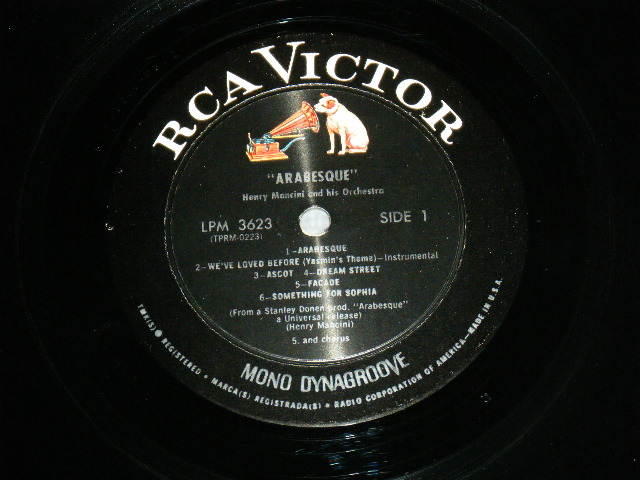 RCA VICTOR
"ARABESQUE"
Henry Mancini and his Orchestra
LPM 3623
(TPRM-0223)
SIDE 1
1—ARABESQUE
2—WE'VE LOVED BEFORE (Yasmin's Theme)—Instrumental
3—ASCOT 4—DREAM STREET
5—FACADE
6—SOMETHING FOR SOPHIA
(From a Stanley Donen prod. "Arabesque"
a Universal release)
(Henry Mancini)
5. and chorus
MONO DYNAGROOVE
TMK(S) ® REGISTERED • MARCA(S) REGISTRADA(S) • RADIO CORPORATION OF AMERICA—MADE IN U.S.A.